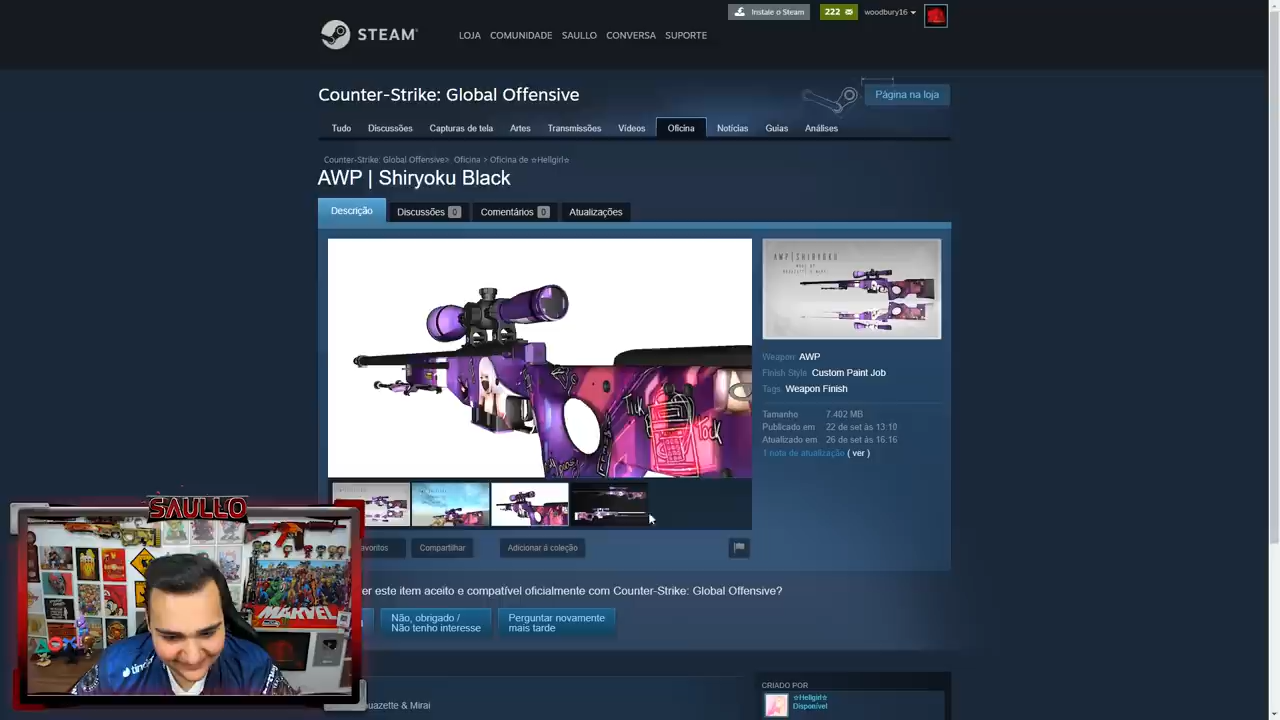 Instale o Steam
222
woodbury16
STEAM
LOJA COMUNIDADE SAULLO CONVERSA SUPORTE
Counter-Strike: Global Offensive
Página na loja
Tudo Discussões Capturas de tela Artes Transmissões Vídeos Oficina Notícias Guias Análises
Counter-Strike: Global Offensive > Oficina > Oficina de ☆Hellgirl☆
AWP | Shiryoku Black
Descrição Discussões 0 Comentários 0 Atualizações
AWP|SHIRYOKU
Weapon: AWP
Finish Style: Custom Paint Job
Tags: Weapon Finish
Tamanho 7.402 MB
Publicado em 22 de set às 13:10
Atualizado em 26 de set às 16:16
1 nota de atualização ( ver )
avoritos Compartilhar Adicionar à coleção
er este item aceito e compatível oficialmente com Counter-Strike: Global Offensive?
Não, obrigado /
Não tenho interesse
Perguntar novamente
mais tarde
SAULLO
MARVEL
CRIADO POR
☆Hellgirl☆
Disponível
uazette & Mirai